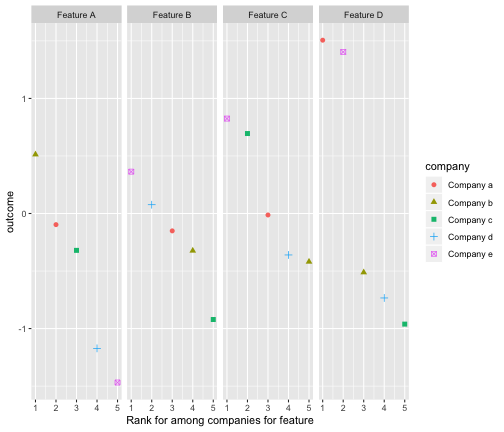 Feature A Feature B Feature C Feature D
1
0
-1
outcome
1 2 3 4 5 1 2 3 4 5 1 2 3 4 5 1 2 3 4 5
Rank for among companies for feature
company
Company a
Company b
Company c
Company d
Company e